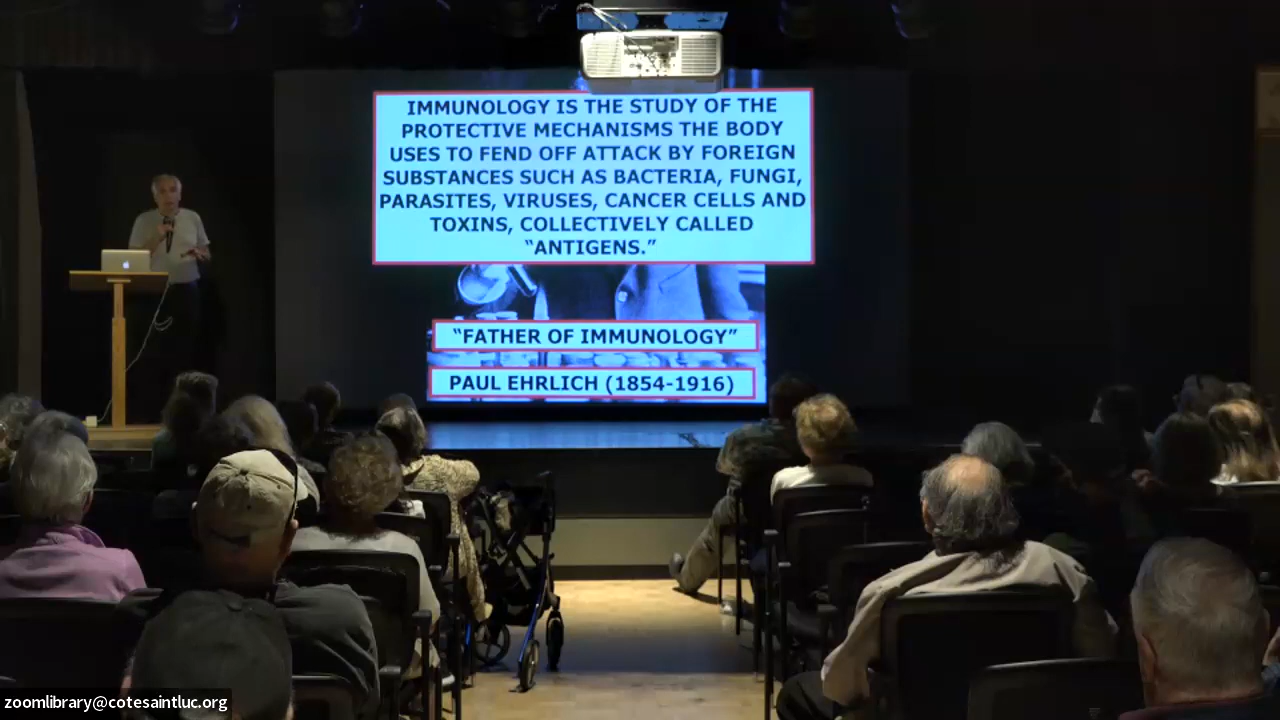 IMMUNOLOGY IS THE STUDY OF THE
PROTECTIVE MECHANISMS THE BODY
USES TO FEND OFF ATTACK BY FOREIGN
SUBSTANCES SUCH AS BACTERIA, FUNGI,
PARASITES, VIRUSES, CANCER CELLS AND
TOXINS, COLLECTIVELY CALLED
“ANTIGENS.”
“FATHER OF IMMUNOLOGY”
PAUL EHRLICH (1854-1916)
zoomlibrary@cotesaintluc.org